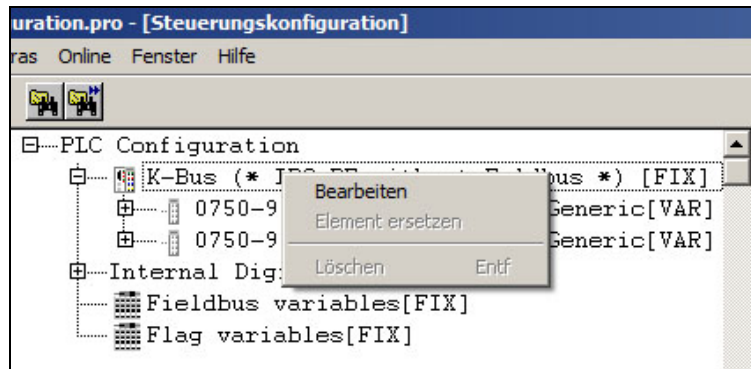 uration.pro - [Steuerungskonfiguration]
ras Online Fenster Hilfe
PLC Configuration
K-Bus (* ldbus *) [FIX]
Bearbeiten
0750-9 Generic[VAR]
Element ersetzen
0750-9 Generic[VAR]
Löschen Entf
Internal Dig
Fieldbus variables[FIX]
Flag variables[FIX]